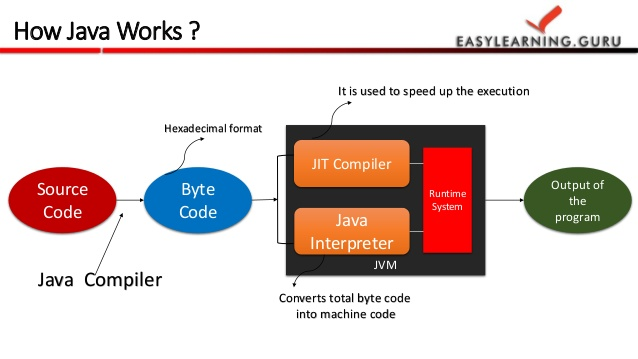 How Java Works ?
EASYLEARNING.GURU
It is used to speed up the execution
Hexadecimal format
JIT Compiler
Source
Code
Byte
Code
Runtime
System
Output of
the
program
Java
Interpreter
JVM
Java Compiler
Converts total byte code
into machine code